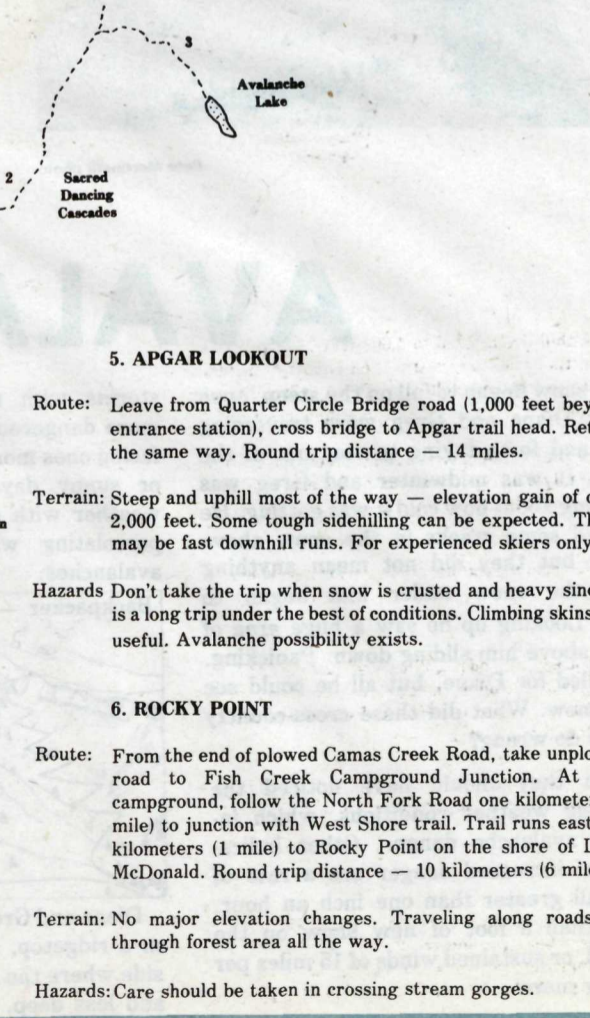 3
Avalanche
Lake
2
Sacred
Dancing
Cascades
5. APGAR LOOKOUT
Route: Leave from Quarter Circle Bridge road (1,000 feet bey
entrance station), cross bridge to Apgar trail head. Ret
the same way. Round trip distance — 14 miles.
Terrain: Steep and uphill most of the way — elevation gain of o
n
2,000 feet. Some tough sidehilling can be expected. Th
may be fast downhill runs. For experienced skiers only
Hazards Don't take the trip when snow is crusted and heavy sinc
is a long trip under the best of conditions. Climbing skins
useful. Avalanche possibility exists.
6. ROCKY POINT
Route: From the end of plowed Camas Creek Road, take unplo
road to Fish Creek Campground Junction. At
campground, follow the North Fork Road one kilomete
mile) to junction with West Shore trail. Trail runs east
kilometers (1 mile) to Rocky Point on the shore of L
McDonald. Round trip distance — 10 kilometers (6 mile
Terrain: No major elevation changes. Traveling along roads
through forest area all the way.
Hazards: Care should be taken in crossing stream gorges.